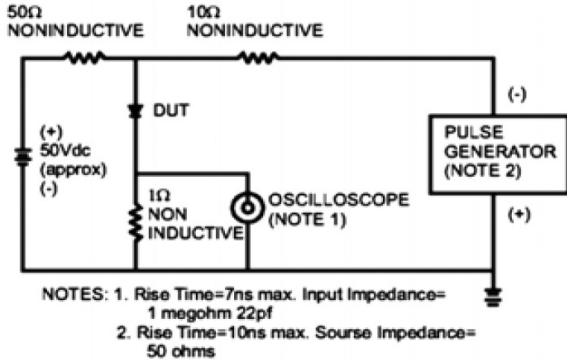 50Ω
NONINDUCTIVE
10Ω
NONINDUCTIVE
DUT
(+)
50Vdc
(approx)
(-)
1Ω
NON
INDUCTIVE
OSCILLOSCOPE
(NOTE 1)
(-)
PULSE
GENERATOR
(NOTE 2)
(+)
NOTES: 1. Rise Time=7ns max. Input Impedance=
1 megohm 22pf
2. Rise Time=10ns max. Sourse Impedance=
50 ohms